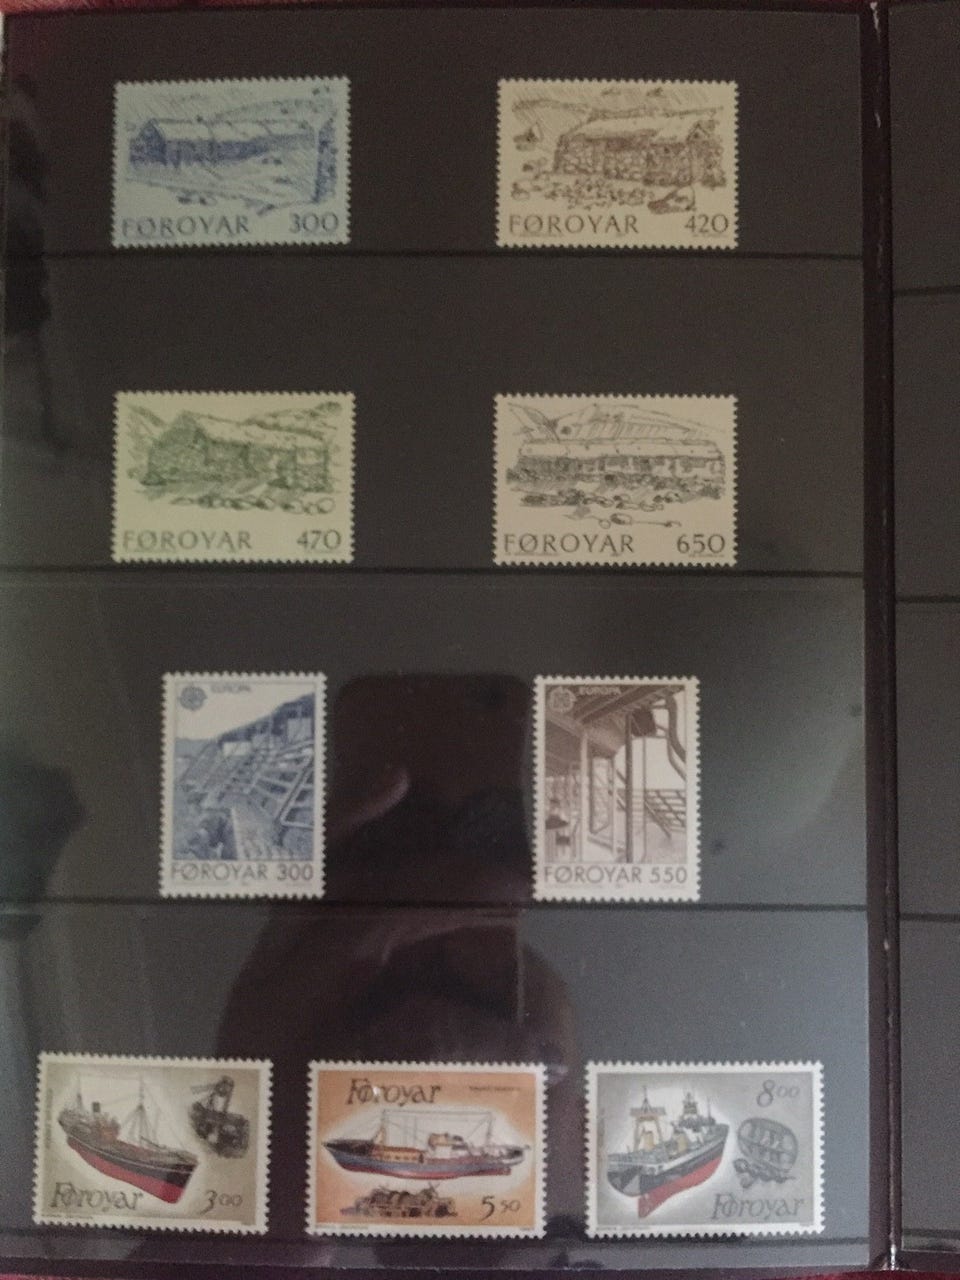 FØROYAR 300
FØROYAR 420
FØROYAR 470
FØROYAR 650
EUROPA
FØROYAR 300
EUROPA
FØROYAR 550
Føroyar 3 00
Føroyar
5 50
8 00
Føroyar